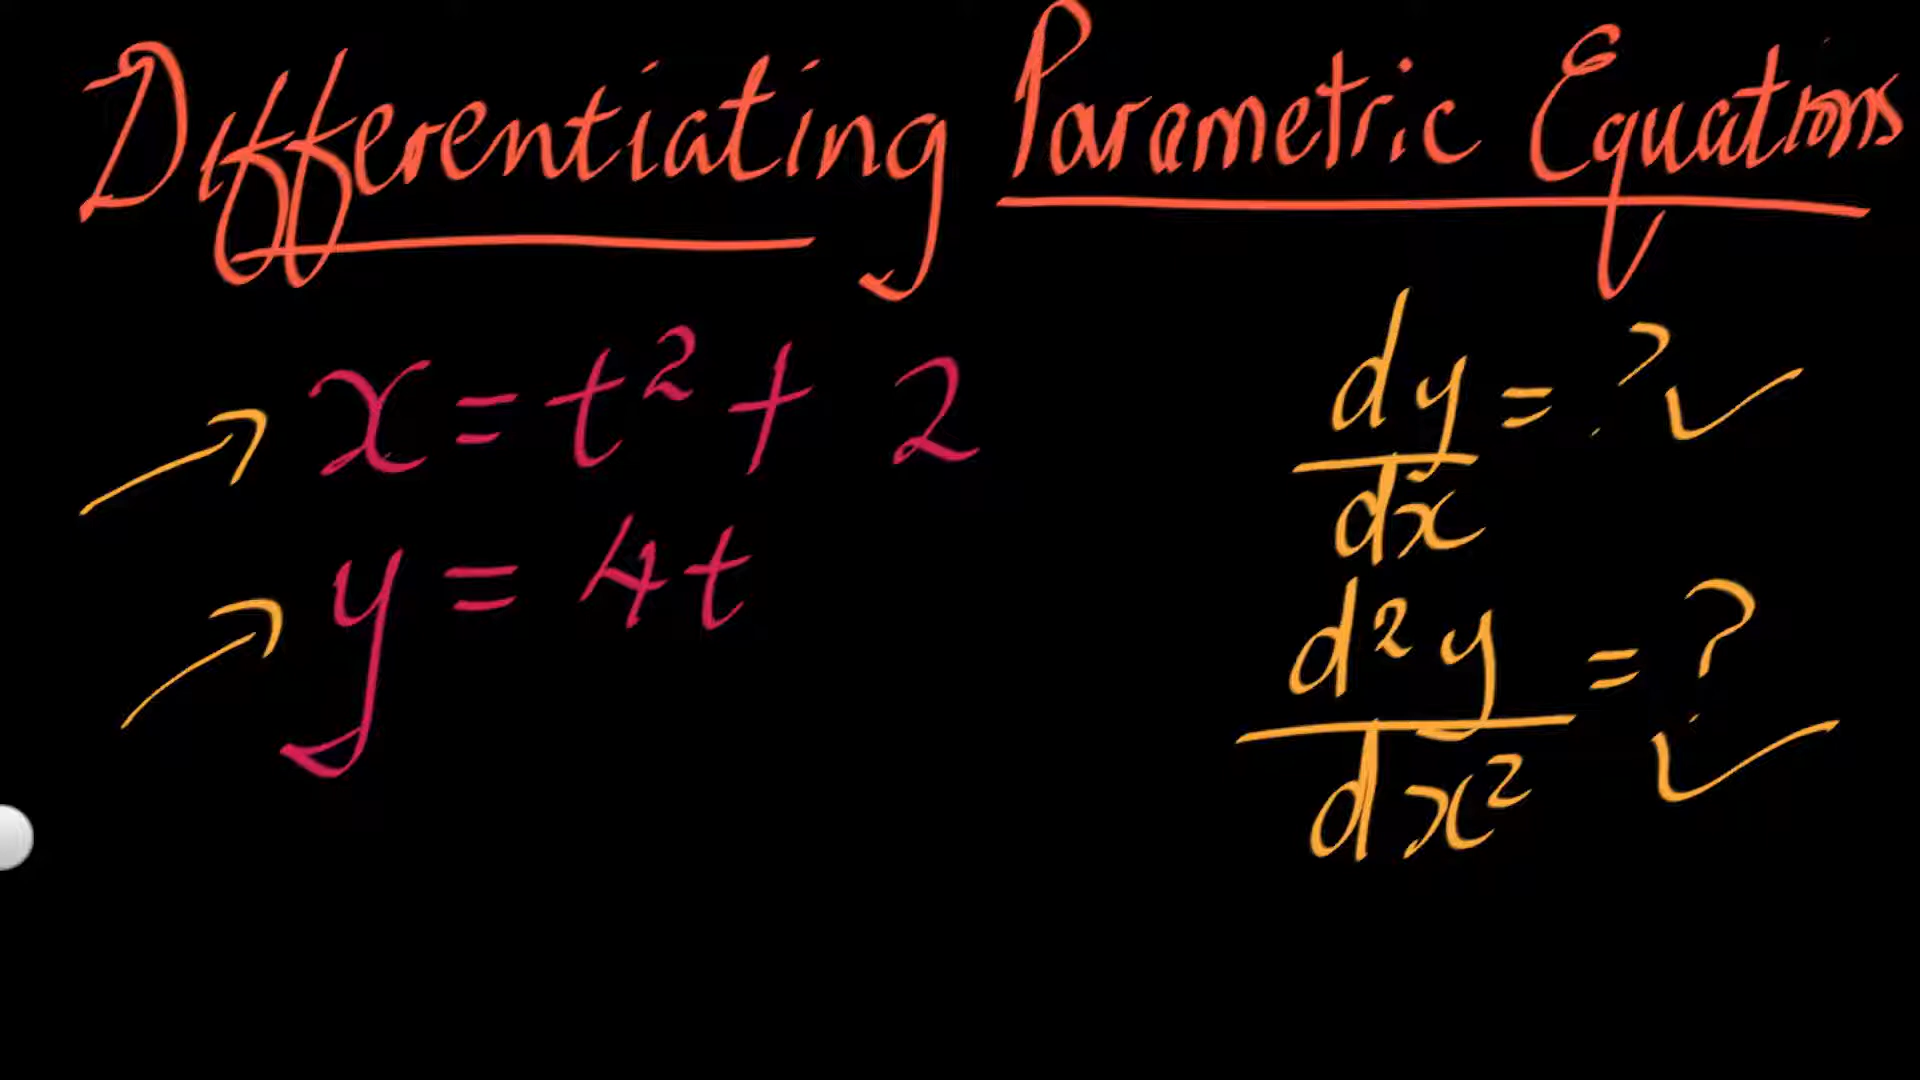 Differentiating Parametric Equations
x = t² + 2
dy/dx = ?
y = 4t
d²y/dx² = ?